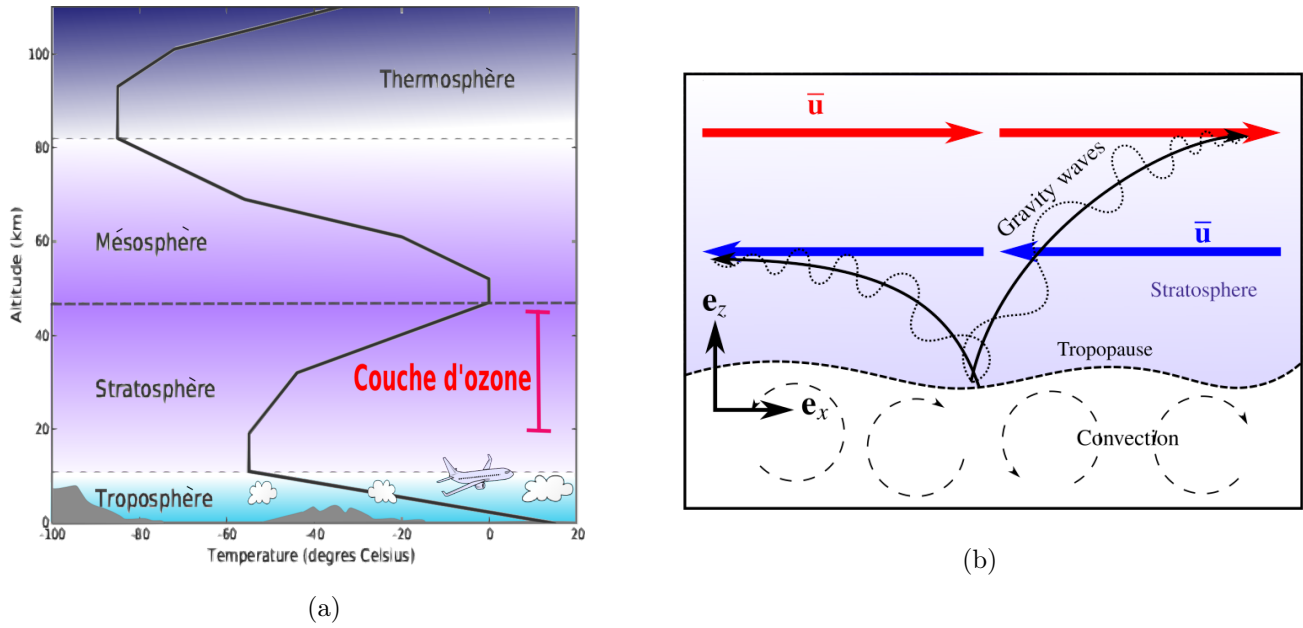 100
80
60
40
20
0
Altitude (km)
Thermosphère
Mésosphère
Stratosphère
Couche d'ozone
Troposphère
-100
-80
-60
-40
-20
0
20
Temperature (degres Celsius)
(a)
u̅
u̅
Gravity waves
Stratosphere
e_z
Tropopause
e_x
Convection
(b)